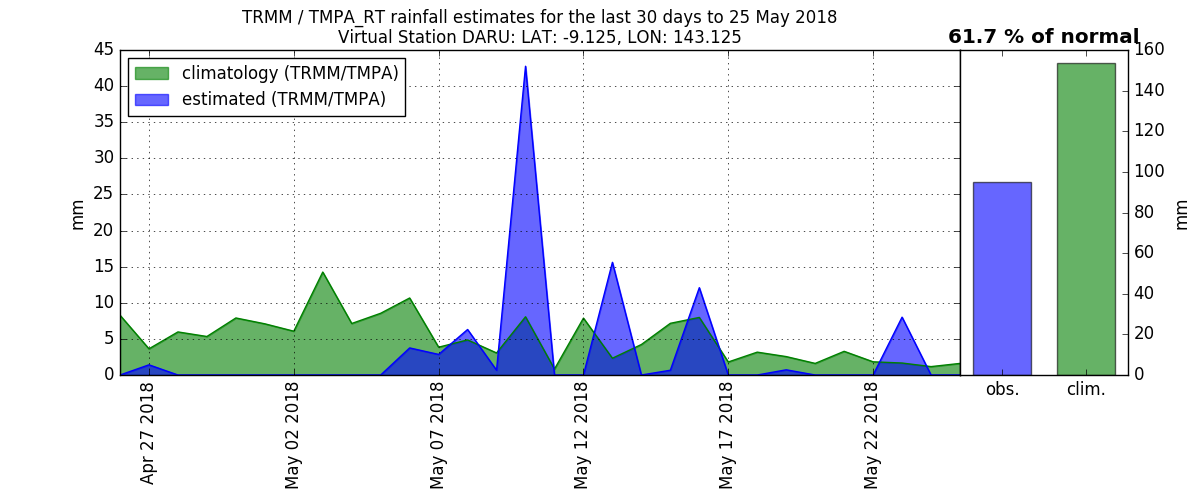 TRMM / TMPA_RT rainfall estimates for the last 30 days to 25 May 2018
Virtual Station DARU: LAT: -9.125, LON: 143.125
61.7 % of normal
climatology (TRMM/TMPA)
estimated (TRMM/TMPA)
mm
45
40
35
30
25
20
15
10
5
0
Apr 27 2018
May 02 2018
May 07 2018
May 12 2018
May 17 2018
May 22 2018
obs.
clim.
160
140
120
100
80
60
40
20
0
mm